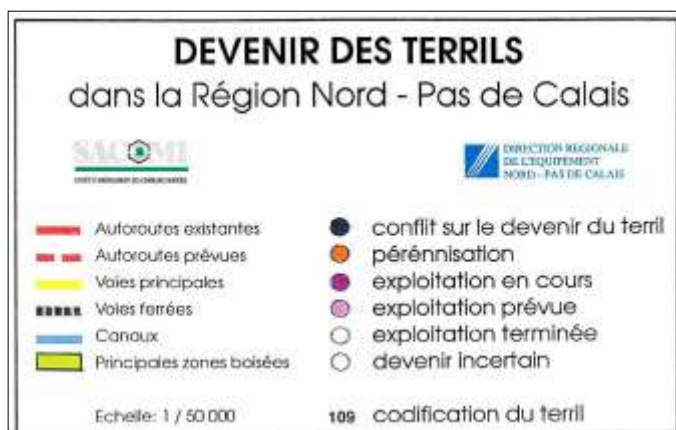 DEVENIR DES TERRILS
dans la Région Nord - Pas de Calais
SACOMI
DIRECTION REGIONALE
DE L'EQUIPEMENT
NORD - PAS DE CALAIS
Autoroutes existantes
Autoroutes prévues
Voies principales
Voies ferrées
Canaux
Principales zones boisées
Echelle: 1 / 50 000
conflit sur le devenir du terril
pérénnisation
exploitation en cours
exploitation prévue
exploitation terminée
devenir incertain
109 codification du terril